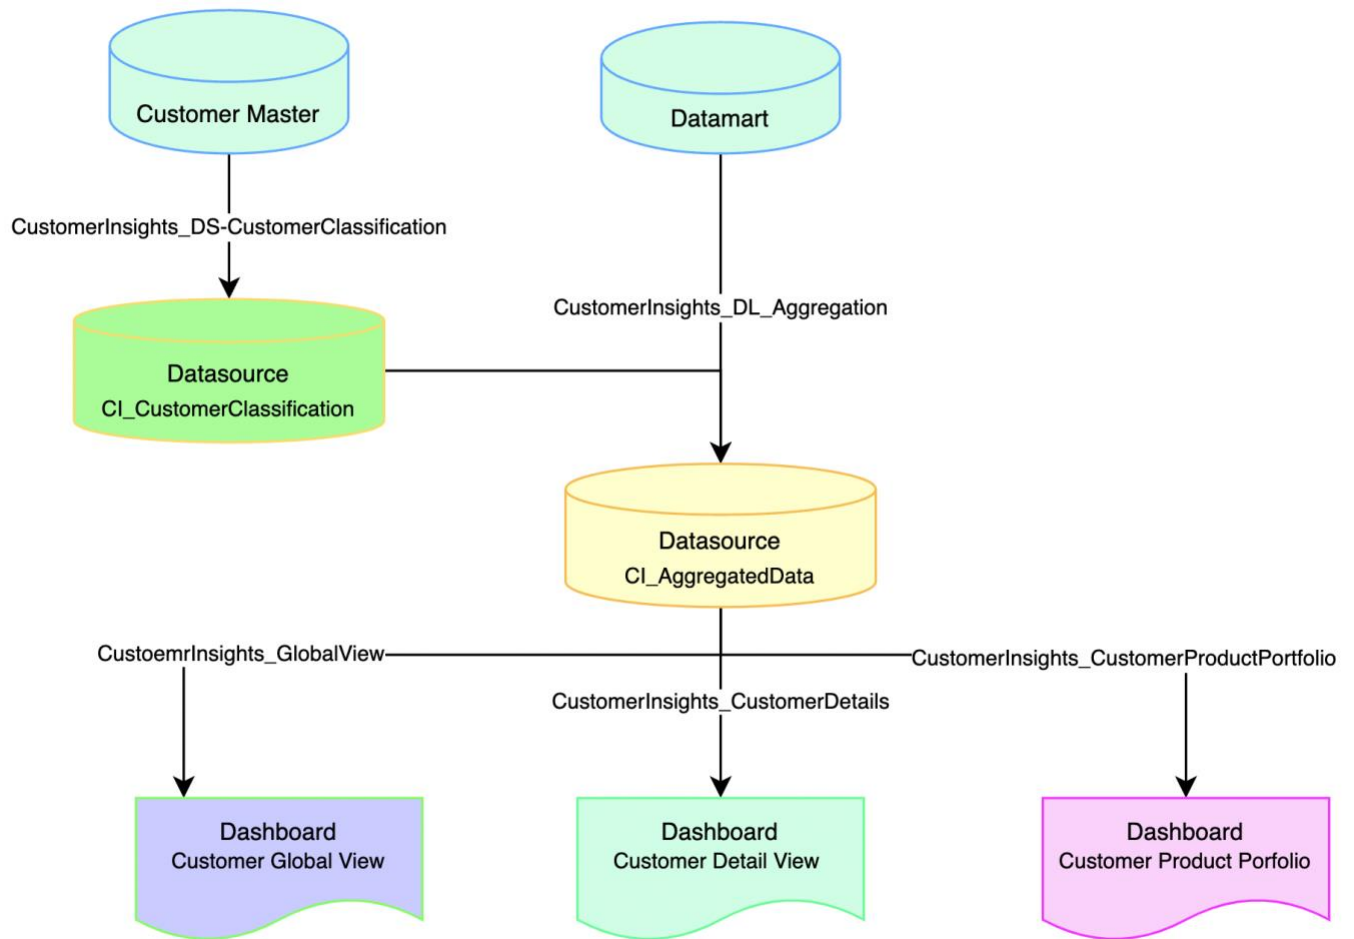 Customer Master
Datamart
CustomerInsights_DS-CustomerClassification
CustomerInsights_DL_Aggregation
Datasource
CI_CustomerClassification
Datasource
CI_AggregatedData
CustoemrInsights_GlobalView
CustomerInsights_CustomerProductPortfolio
CustomerInsights_CustomerDetails
Dashboard
Customer Global View
Dashboard
Customer Detail View
Dashboard
Customer Product Porfolio